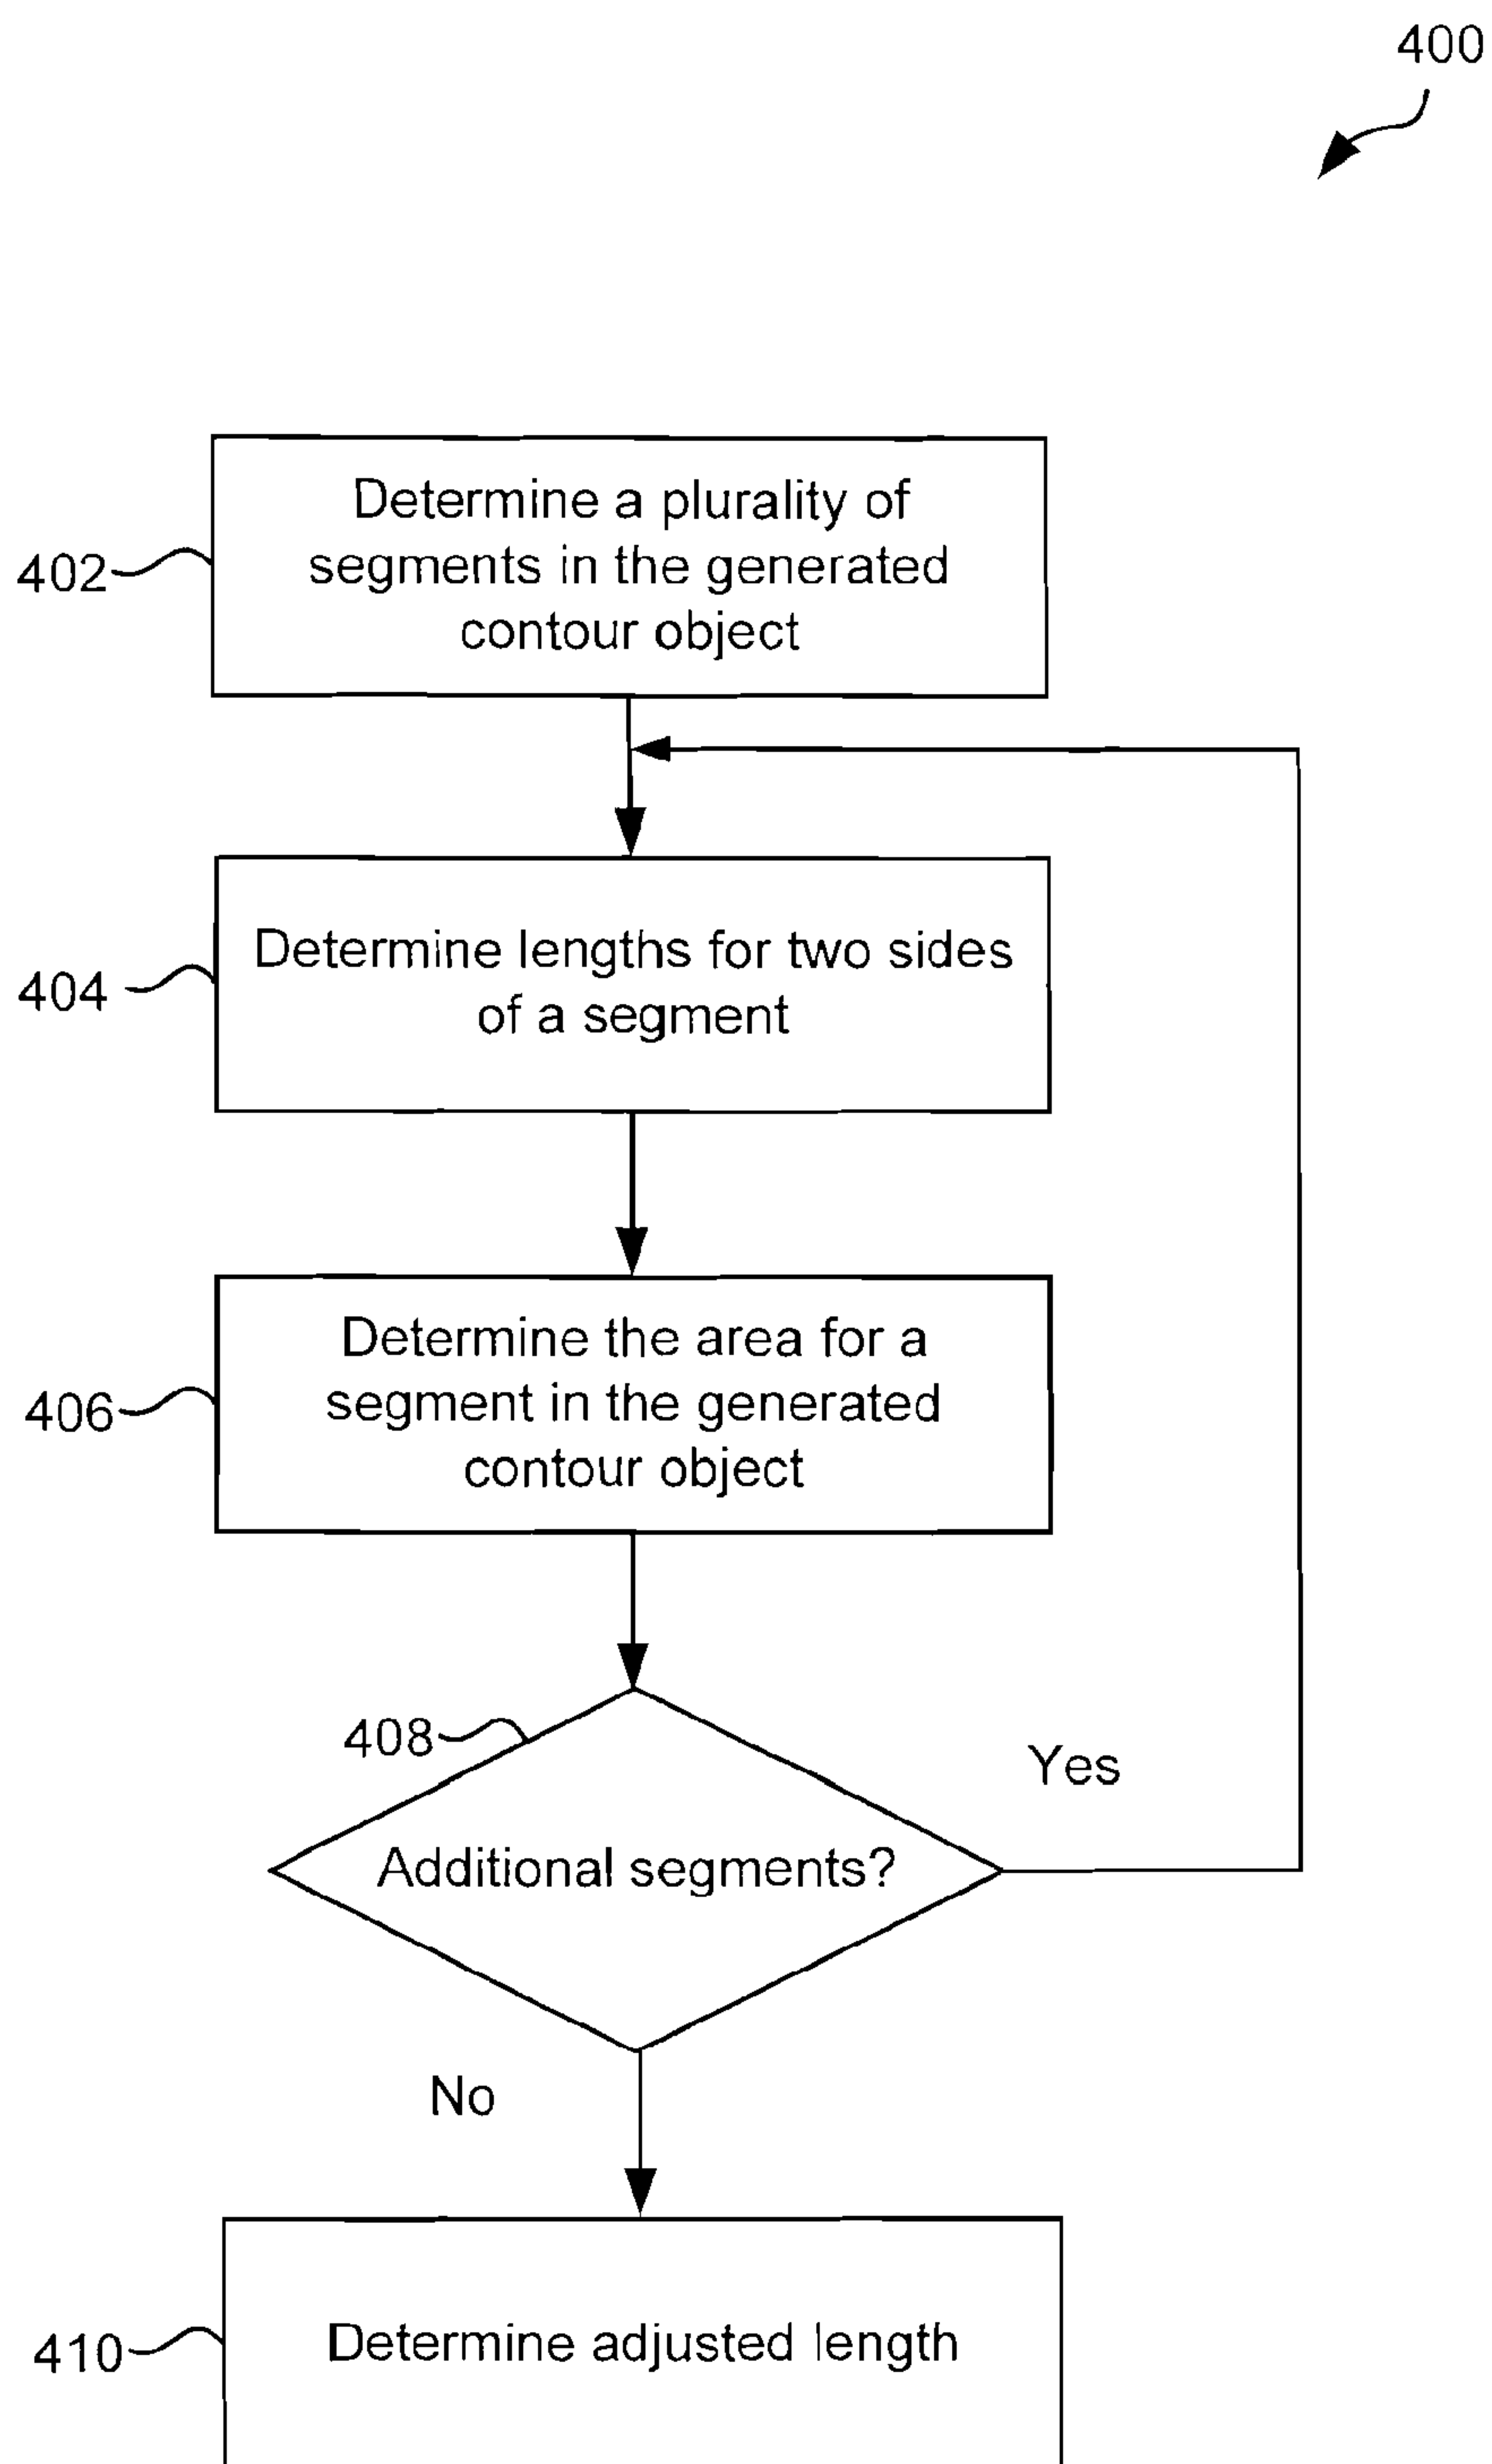 400
Determine a plurality of
segments in the generated
contour object
402
Determine lengths for two sides
of a segment
404
Determine the area for a
segment in the generated
contour object
406
408
Additional segments?
Yes
No
Determine adjusted length
410